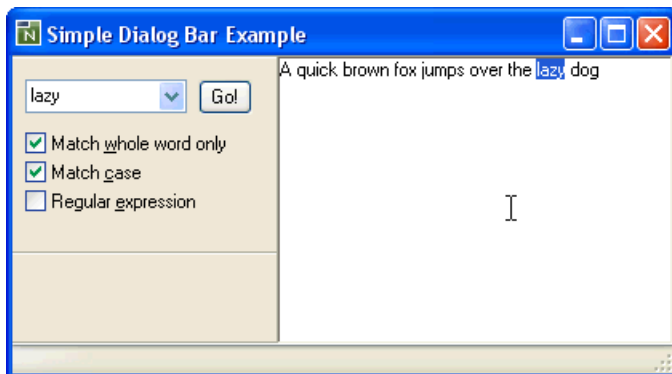 Simple Dialog Bar Example
lazy
Go!
Match whole word only
Match case
Regular expression
A quick brown fox jumps over the lazy dog